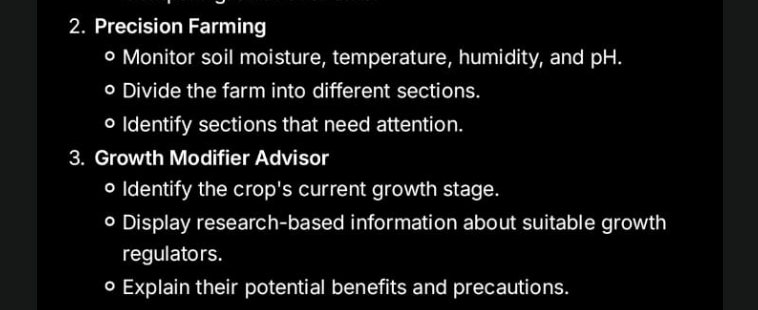 2. Precision Farming
○ Monitor soil moisture, temperature, humidity, and pH.
○ Divide the farm into different sections.
○ Identify sections that need attention.
3. Growth Modifier Advisor
○ Identify the crop's current growth stage.
○ Display research-based information about suitable growth
regulators.
○ Explain their potential benefits and precautions.